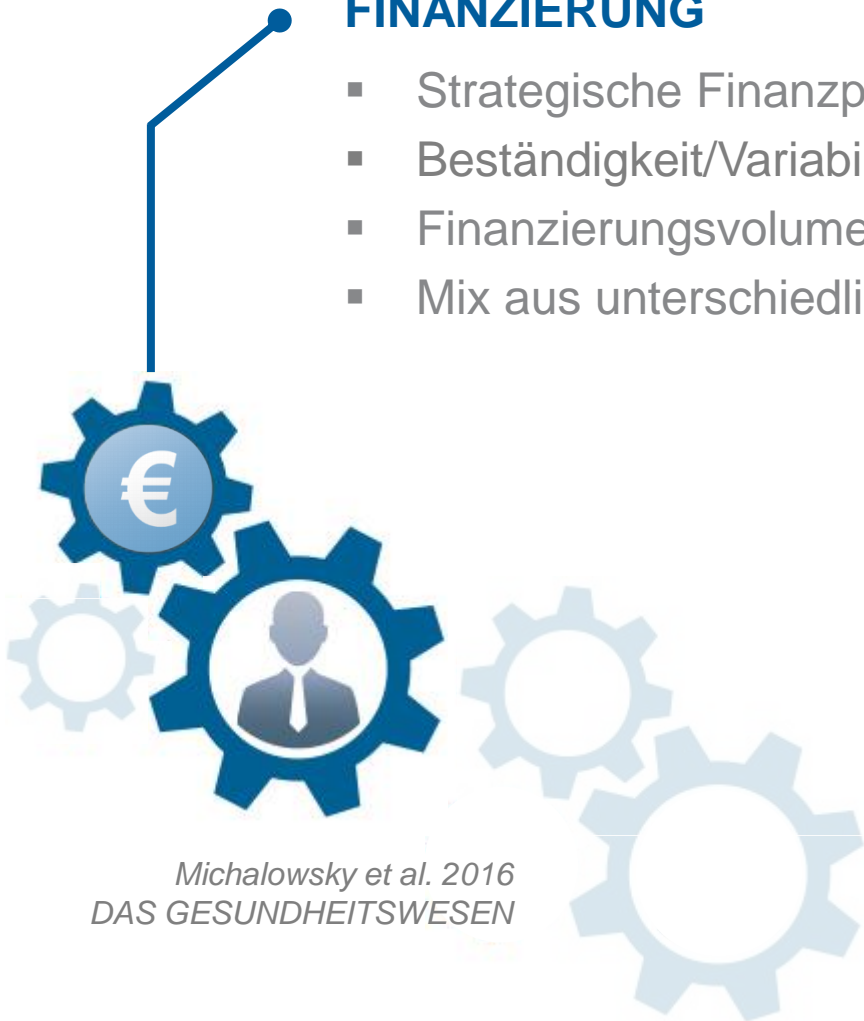 FINANZIERUNG
▪ Strategische Finanzp
▪ Beständigkeit/Variabi
▪ Finanzierungsvolume
▪ Mix aus unterschiedli
€
Michalowsky et al. 2016
DAS GESUNDHEITSWESEN